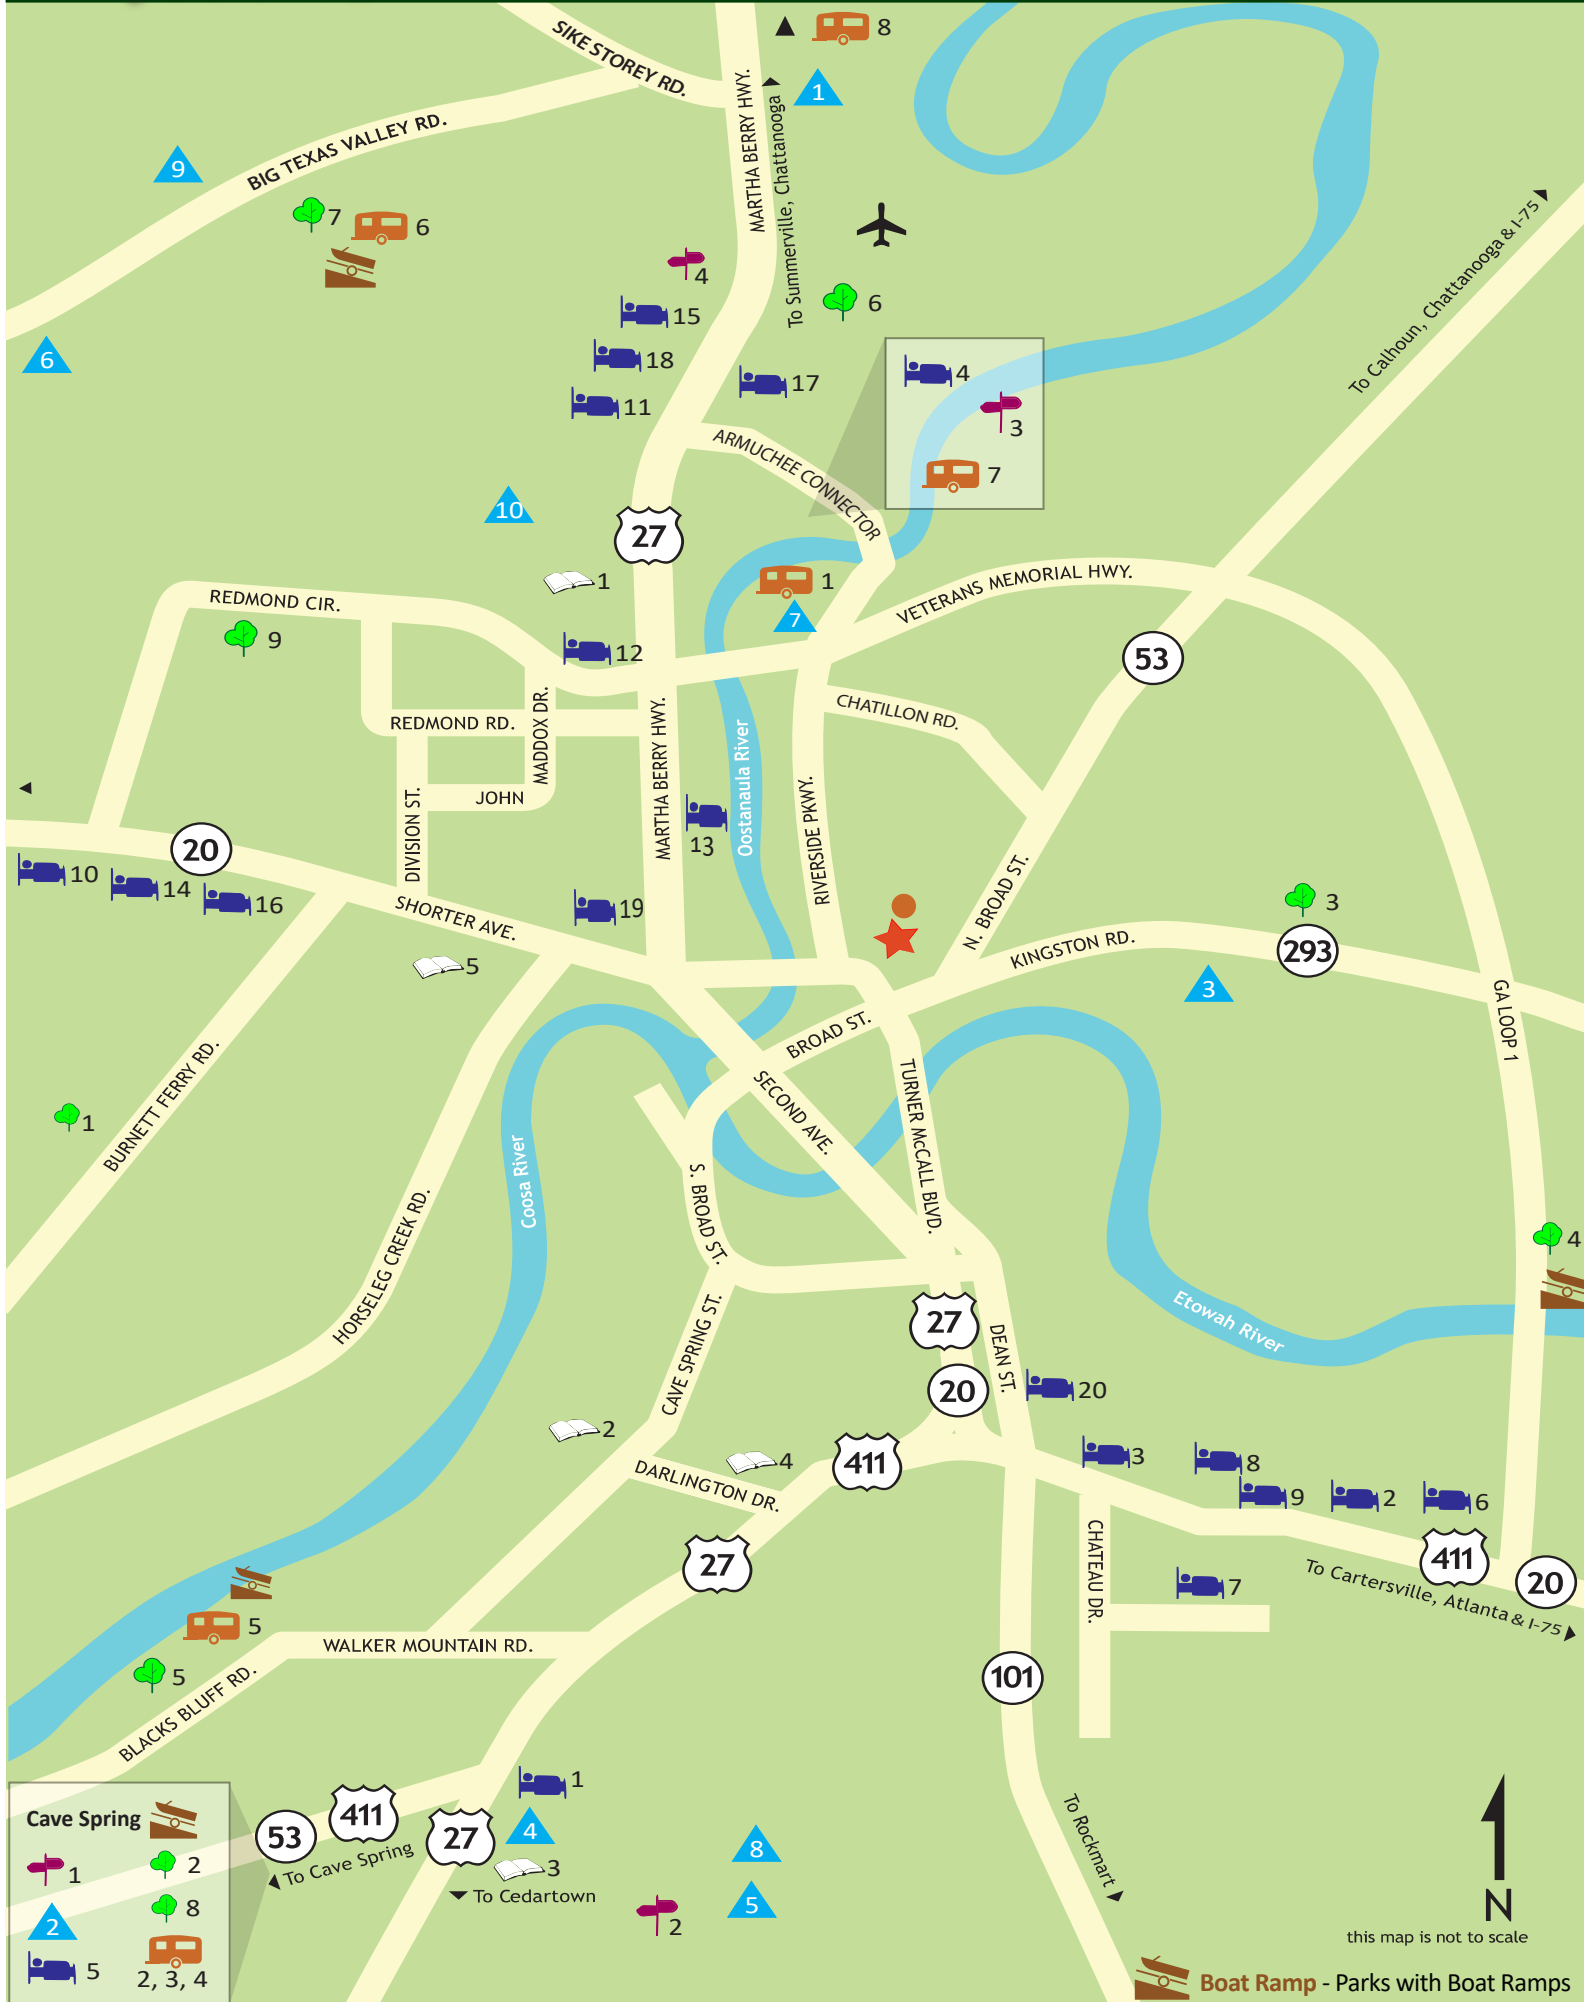 SIKE STOREY RD.
8
1
MARTHA BERRY HWY.
To Summerville, Chattanooga
BIG TEXAS VALLEY RD.
9
7
6
4
15
6
6
18
17
11
4
3
7
To Calhoun, Chattanooga & I-75
ARMUCHEE CONNECTOR
10
27
1
1
7
VETERANS MEMORIAL HWY.
REDMOND CIR.
9
12
53
CHATILLON RD.
REDMOND RD.
MADDOX DR.
MARTHA BERRY HWY.
Oostanaula River
JOHN
DIVISION ST.
RIVERSIDE PKWY.
13
20
10
14
16
SHORTER AVE.
19
5
N. BROAD ST.
3
KINGSTON RD.
293
3
GA LOOP 1
BROAD ST.
BURNETT FERRY RD.
1
SECOND AVE.
TURNER McCALL BLVD.
Coosa River
S. BROAD ST.
HORSELEG CREEK RD.
4
Etowah River
CAVE SPRING ST.
27
DEAN ST.
20
20
2
4
411
3
8
9
2
6
DARLINGTON DR.
27
CHATEAU DR.
411
20
7
To Cartersville, Atlanta & I-75
5
WALKER MOUNTAIN RD.
5
BLACKS BLUFF RD.
101
1
Cave Spring
53
411
27
4
8
To Cave Spring
3
To Cedartown
5
2
To Rockmart
1
2
8
2
5
2, 3, 4
N
this map is not to scale
Boat Ramp - Parks with Boat Ramps